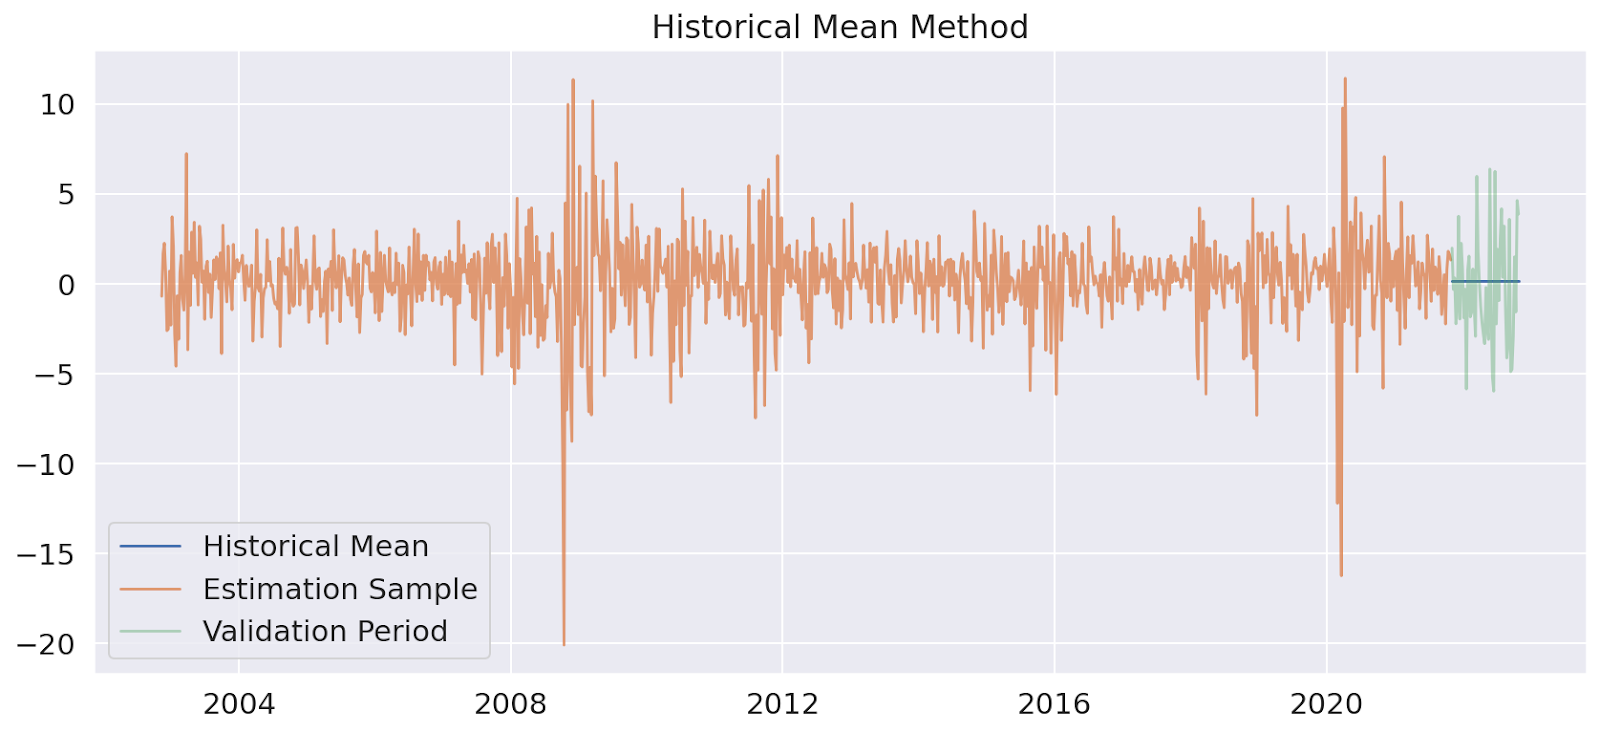 Historical Mean Method
10
5
0
−5
−10
−15
−20
Historical Mean
Estimation Sample
Validation Period
2004 2008 2012 2016 2020